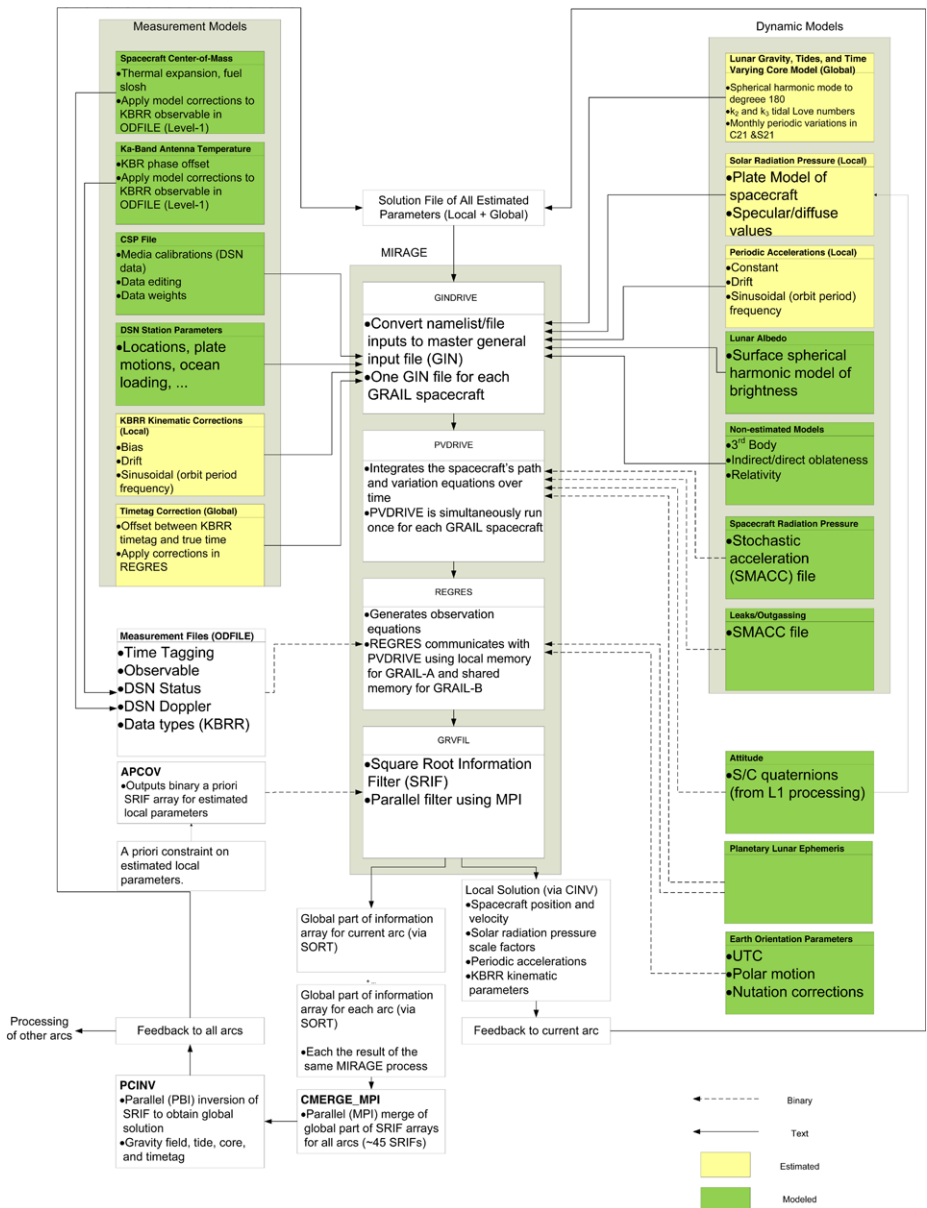 Measurement Models
Spacecraft Center-of-Mass
•Thermal expansion, fuel
slosh
•Apply model corrections to
KBRR observable in
ODFILE (Level-1)
Ka-Band Antenna Temperature
•KBR phase offset
•Apply model corrections to
KBRR observable in
ODFILE (Level-1)
CSP File
•Media calibrations (DSN
data)
•Data editing
•Data weights
DSN Station Parameters
•Locations, plate
motions, ocean
loading, ...
KBRR Kinematic Corrections
(Local)
•Bias
•Drift
•Sinusoidal (orbit period
frequency)
Timetag Correction (Global)
•Offset between KBRR
timetag and true time
•Apply corrections in
REGRES
Measurement Files (ODFILE)
•Time Tagging
•Observable
•DSN Status
•DSN Doppler
•Data types (KBRR)
APCOV
•Outputs binary a priori
SRIF array for estimated
local parameters
A priori constraint on
estimated local
parameters.
Solution File of All Estimated
Parameters (Local + Global)
MIRAGE
GINDRIVE
•Convert namelist/file
inputs to master general
input file (GIN)
•One GIN file for each
GRAIL spacecraft
PVDRIVE
•Integrates the spacecraft's path
and variation equations over
time
•PVDRIVE is simultaneously run
once for each GRAIL spacecraft
REGRES
•Generates observation
equations
•REGRES communicates with
PVDRIVE using local memory
for GRAIL-A and shared
memory for GRAIL-B
GRVFIL
•Square Root Information
Filter (SRIF)
•Parallel filter using MPI
Dynamic Models
Lunar Gravity, Tides, and Time
Varying Core Model (Global)
•Spherical harmonic mode to
degreee 180
•k2 and k3 tidal Love numbers
•Monthly periodic variations in
C21 &S21
Solar Radiation Pressure (Local)
•Plate Model of
spacecraft
•Specular/diffuse
values
Periodic Accelerations (Local)
•Constant
•Drift
•Sinusoidal (orbit period)
frequency
Lunar Albedo
•Surface spherical
harmonic model of
brightness
Non-estimated Models
•3rd Body
•Indirect/direct oblateness
•Relativity
Spacecraft Radiation Pressure
•Stochastic
acceleration
(SMACC) file
Leaks/Outgassing
•SMACC file
Attitude
•S/C quaternions
(from L1 processing)
Planetary Lunar Ephemeris
Earth Orientation Parameters
•UTC
•Polar motion
•Nutation corrections
Global part of information
array for current arc (via
SORT)
Global part of information
array for each arc (via
SORT)
•Each the result of the
same MIRAGE process
Local Solution (via CINV)
•Spacecraft position and
velocity
•Solar radiation pressure
scale factors
•Periodic accelerations
•KBRR kinematic
parameters
Feedback to current arc
Processing
of other arcs
Feedback to all arcs
PCINV
•Parallel (PBI) inversion of
SRIF to obtain global
solution
•Gravity field, tide, core,
and timetag
CMERGE_MPI
•Parallel (MPI) merge of
global part of SRIF arrays
for all arcs (~45 SRIFs)
Binary
Text
Estimated
Modeled